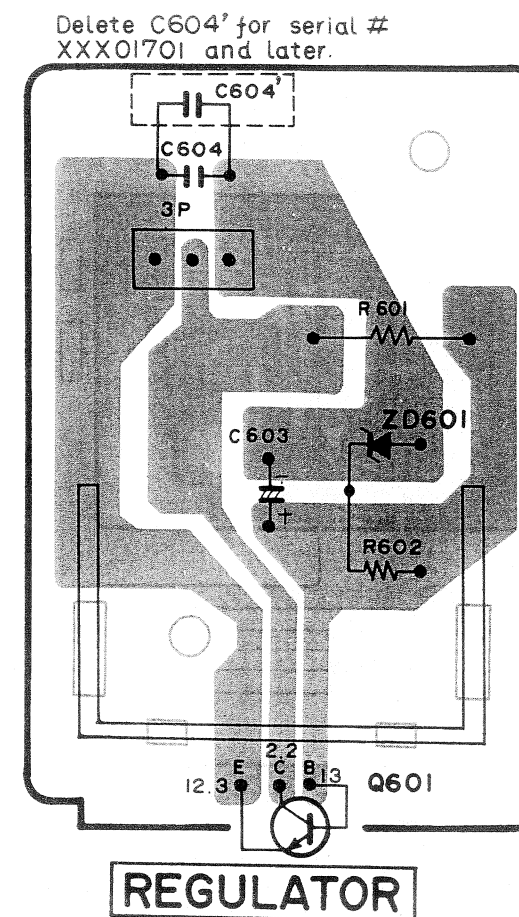 Delete C604' for serial #
XXX01701 and later.
C604'
C604
3P
R601
ZD601
C603
-
+
R602
2.2
E C B
12.3 13 Q601
REGULATOR